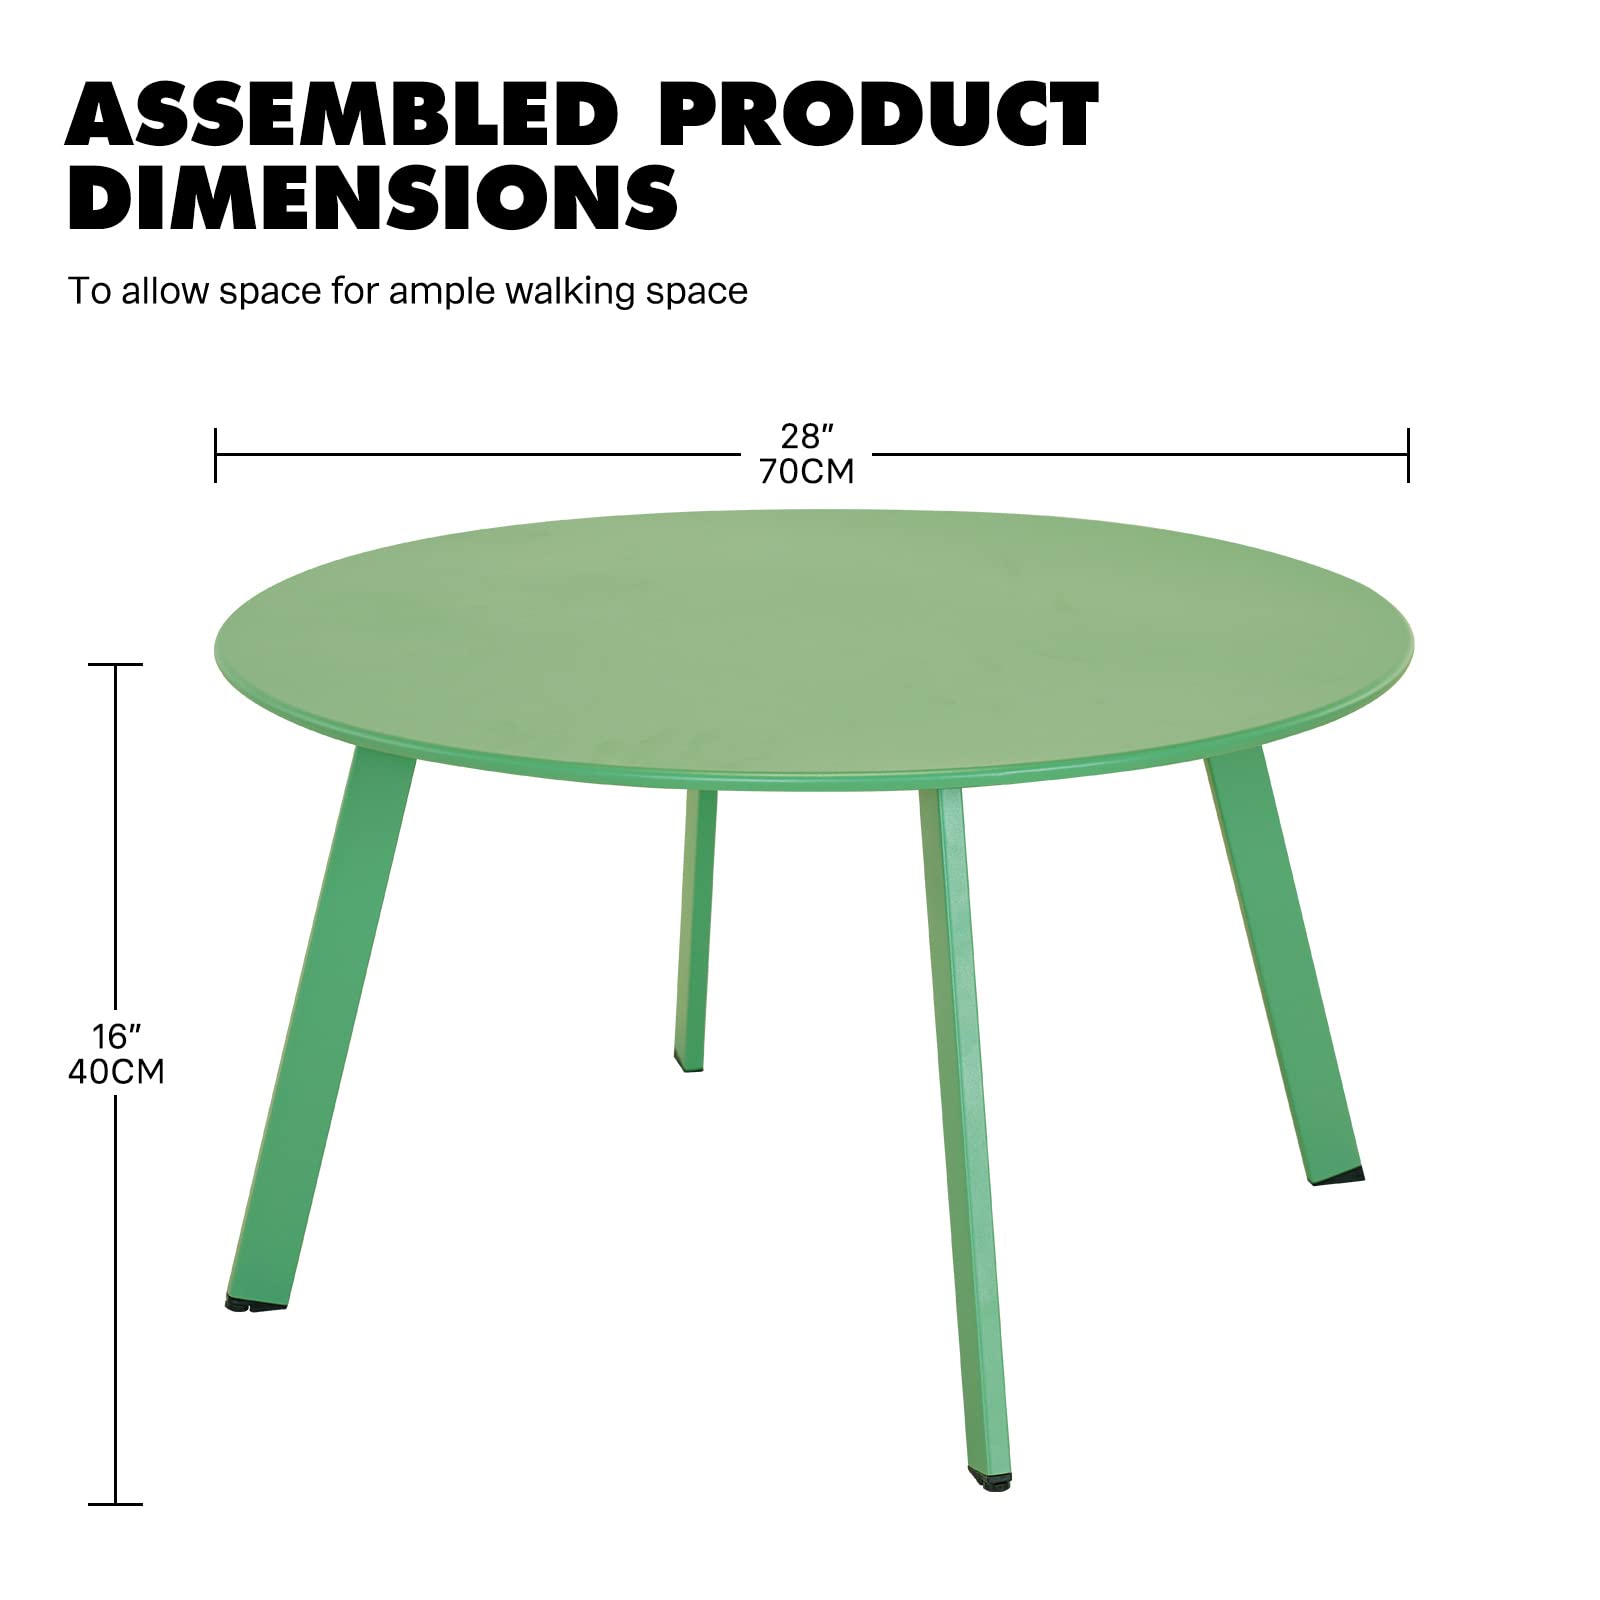 ASSEMBLED PRODUCT
DIMENSIONS
To allow space for ample walking space
28″
70CM
16″
40CM